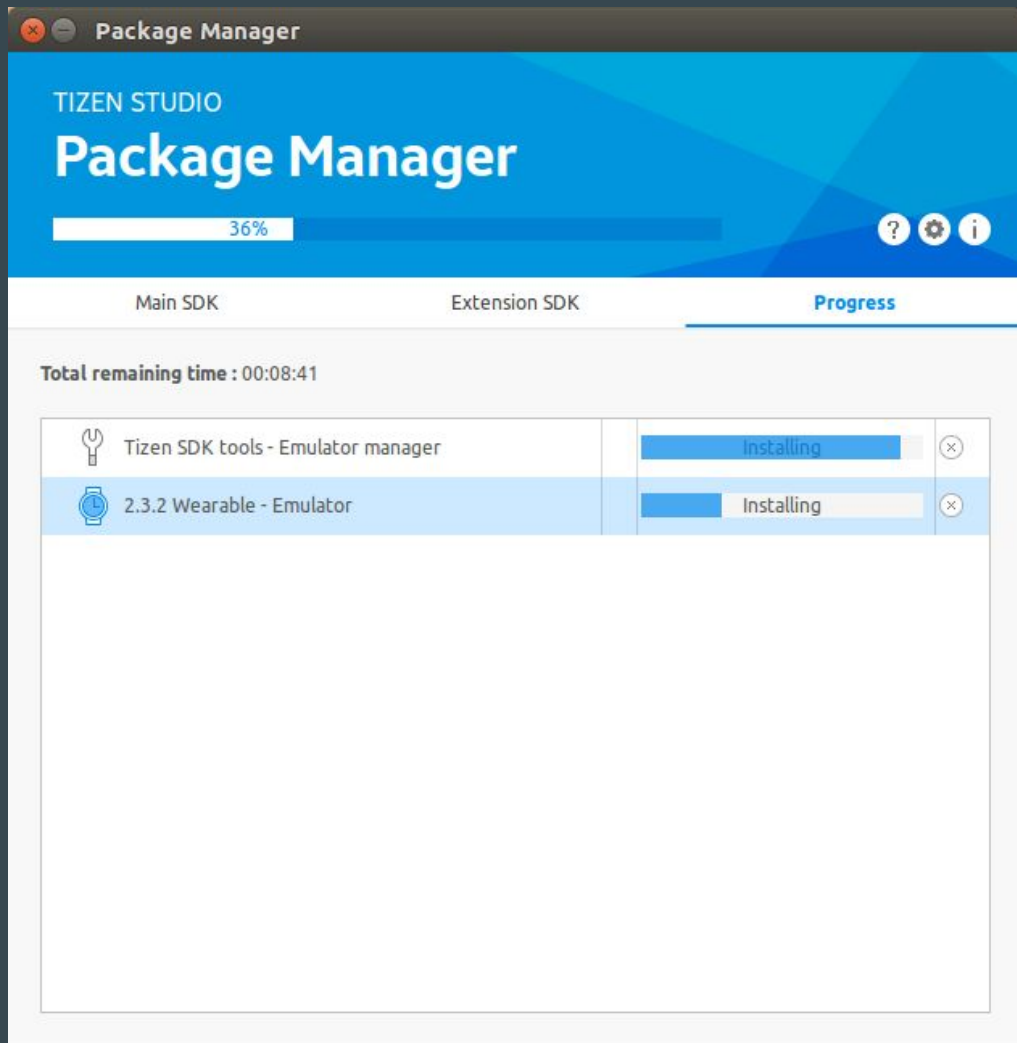 Package Manager
TIZEN STUDIO
Package Manager
36%
?
i
Main SDK Extension SDK Progress
Total remaining time : 00:08:41
Tizen SDK tools - Emulator manager Installing
2.3.2 Wearable - Emulator Installing